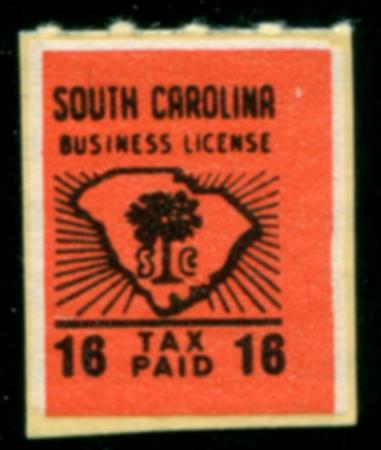 SOUTH CAROLINA
BUSINESS LICENSE
S C
16 TAX PAID 16